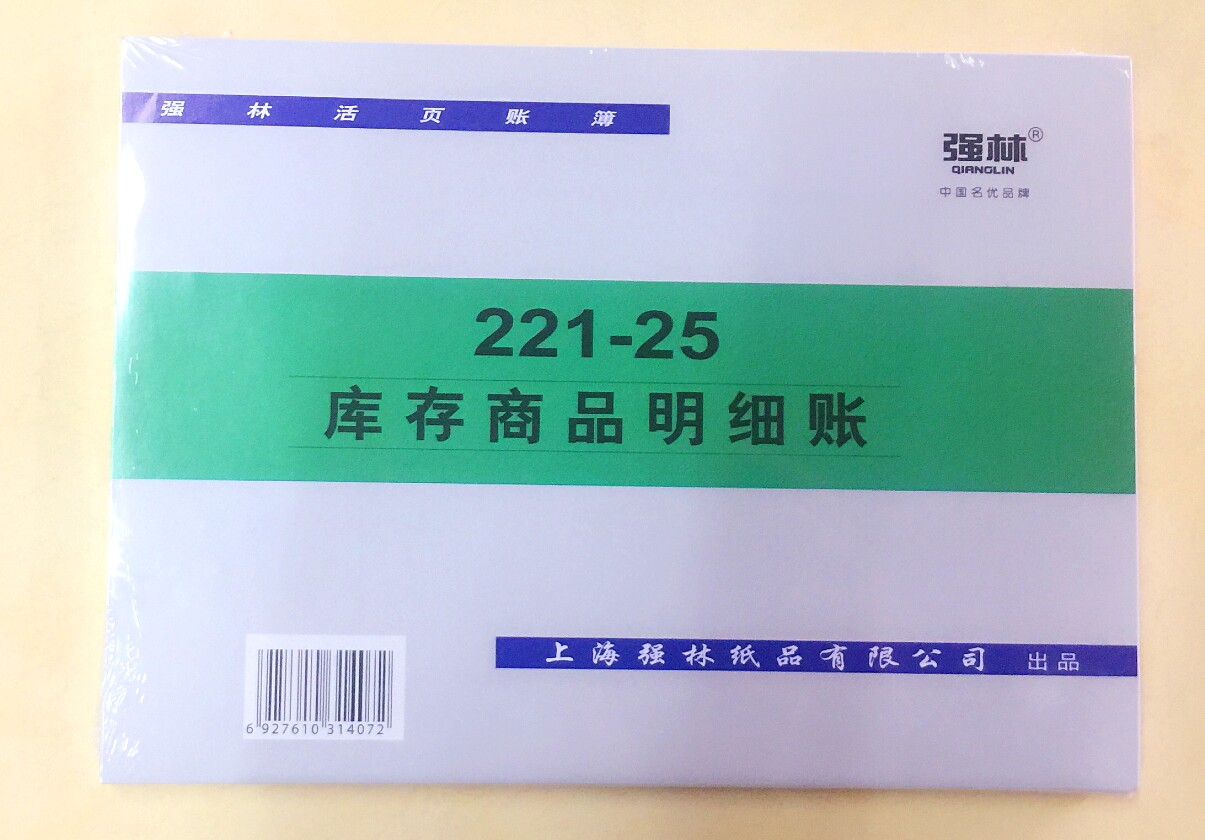 强林活页账簿
强林®
QIANGLIN
中国名优品牌
221-25
库存商品明细账
上海强林纸品有限公司 出品
6 927610 314072